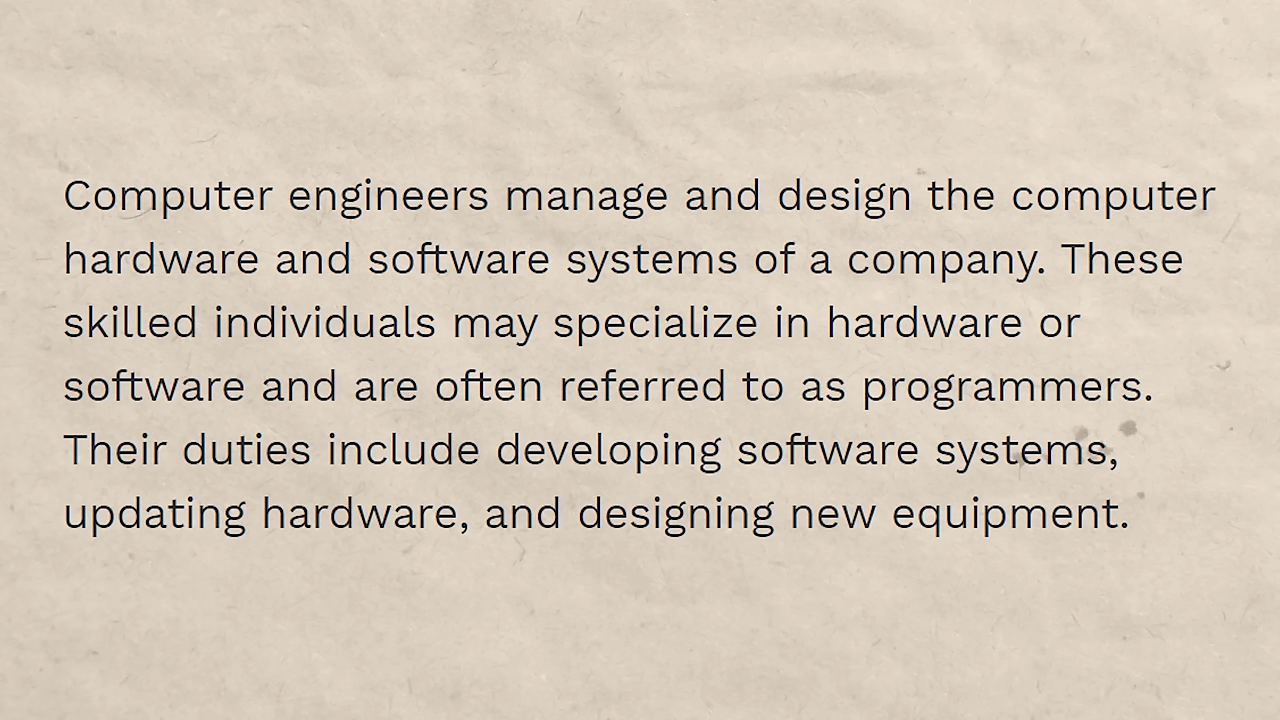 Computer engineers manage and design the computer
hardware and software systems of a company. These
skilled individuals may specialize in hardware or
software and are often referred to as programmers.
Their duties include developing software systems,
updating hardware, and designing new equipment.